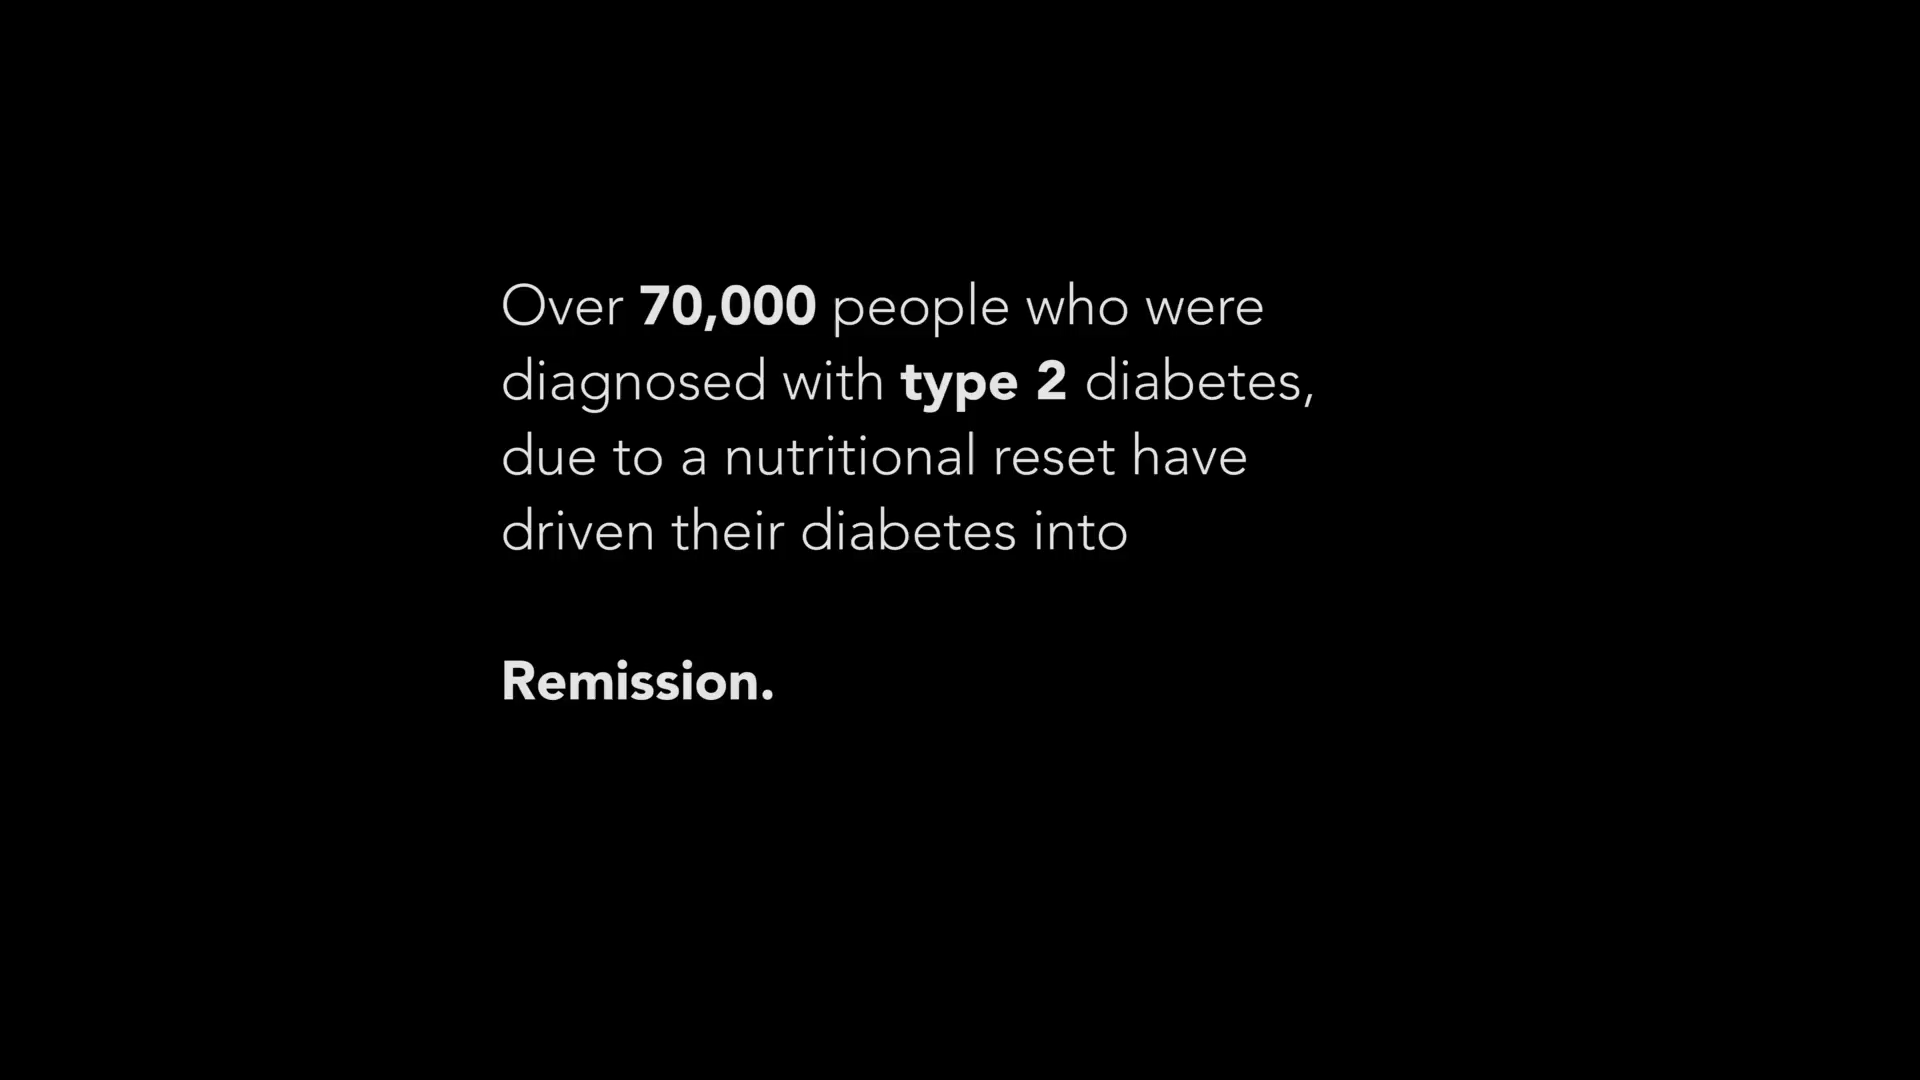 Over 70,000 people who were
diagnosed with type 2 diabetes,
due to a nutritional reset have
driven their diabetes into
Remission.